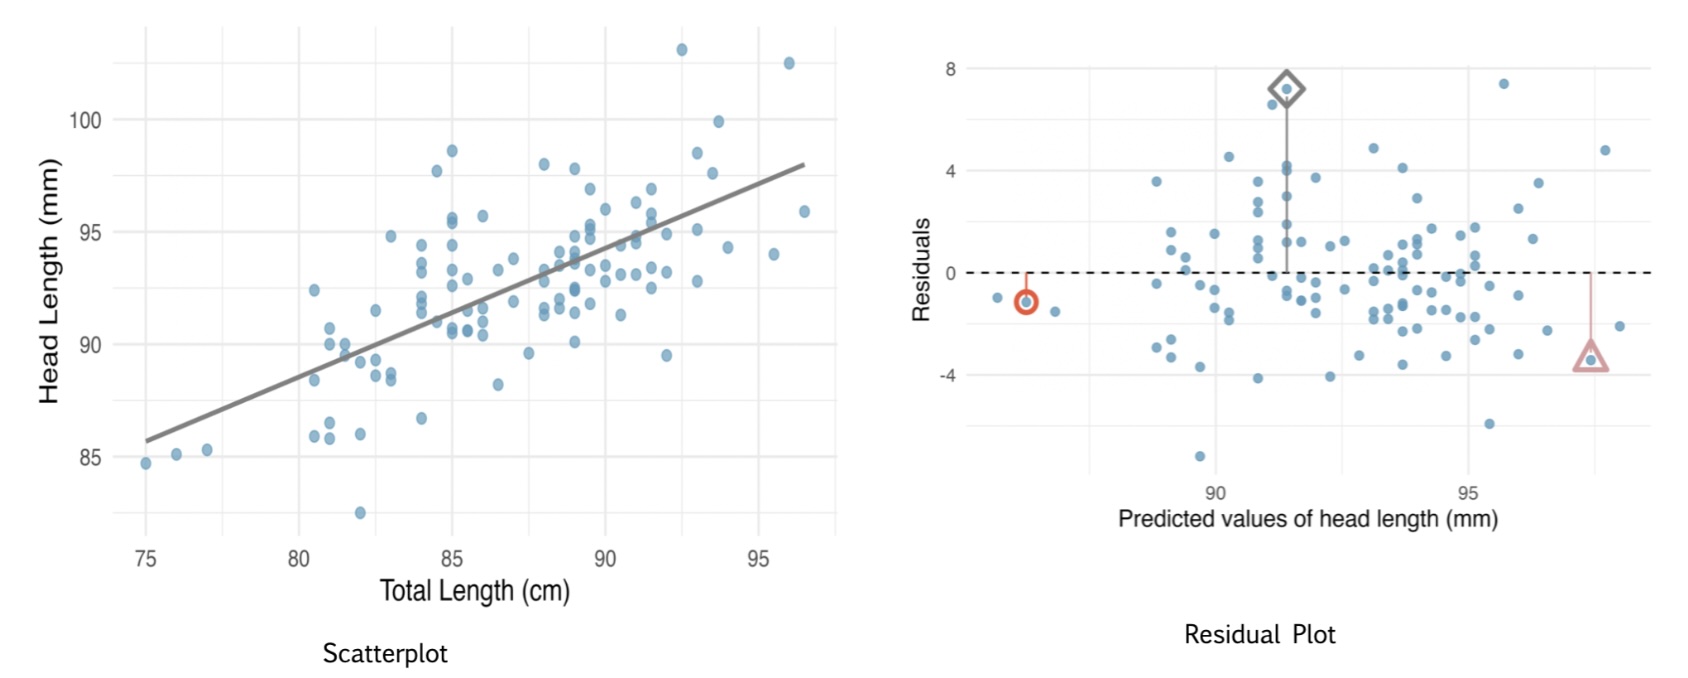 100
95
90
85
Head Length (mm)
75 80 85 90 95
Total Length (cm)
Scatterplot
8
4
0
-4
Residuals
90 95
Predicted values of head length (mm)
Residual Plot